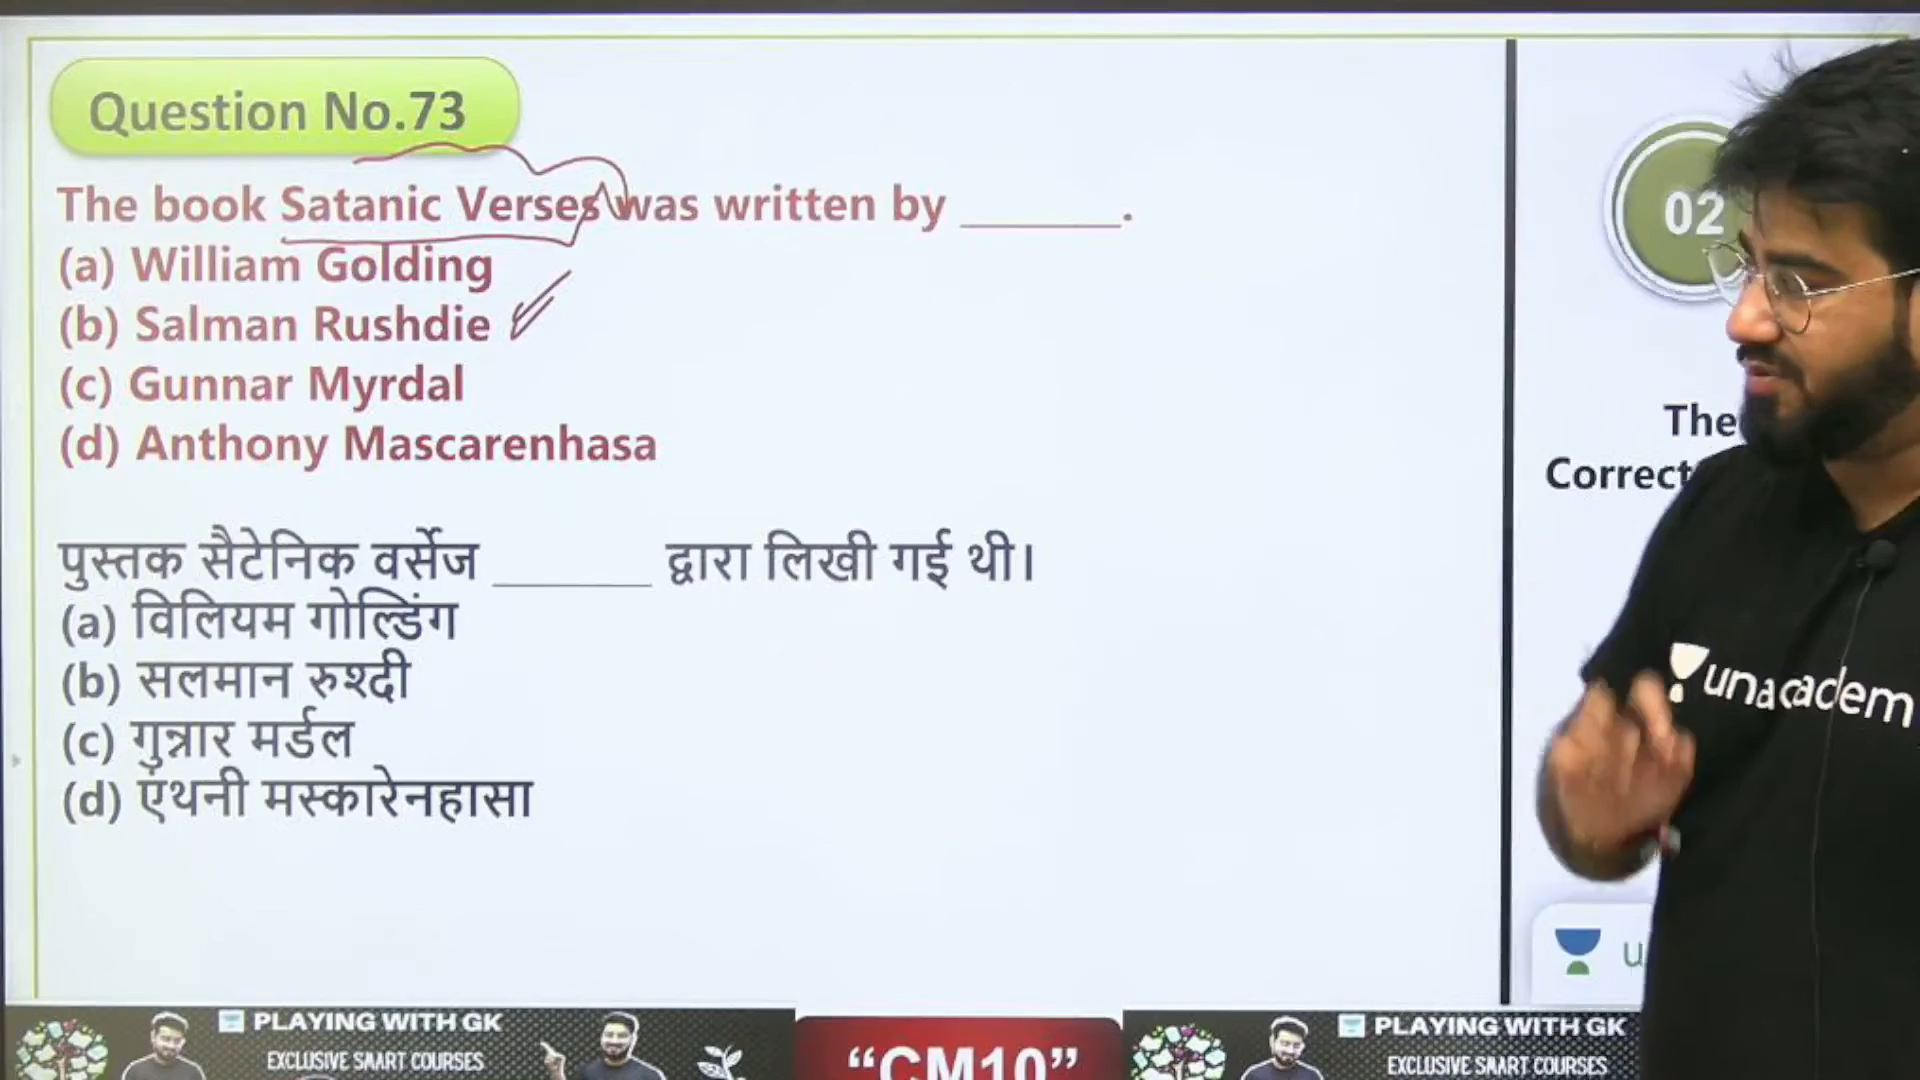 Question No.73
The book Satanic Verses was written by ______.
(a) William Golding
(b) Salman Rushdie
(c) Gunnar Myrdal
(d) Anthony Mascarenhasa
पुस्तक सैटेनिक वर्सेज ______ द्वारा लिखी गई थी।
(a) विलियम गोल्डिंग
(b) सलमान रुश्दी
(c) गुन्नार मर्डल
(d) एंथनी मस्कारेनहासा
02
The
Correct
unacadem
u
PLAYING WITH GK
EXCLUSIVE SMART COURSES
“CM10”
PLAYING WITH GK
EXCLUSIVE SMART COURSES